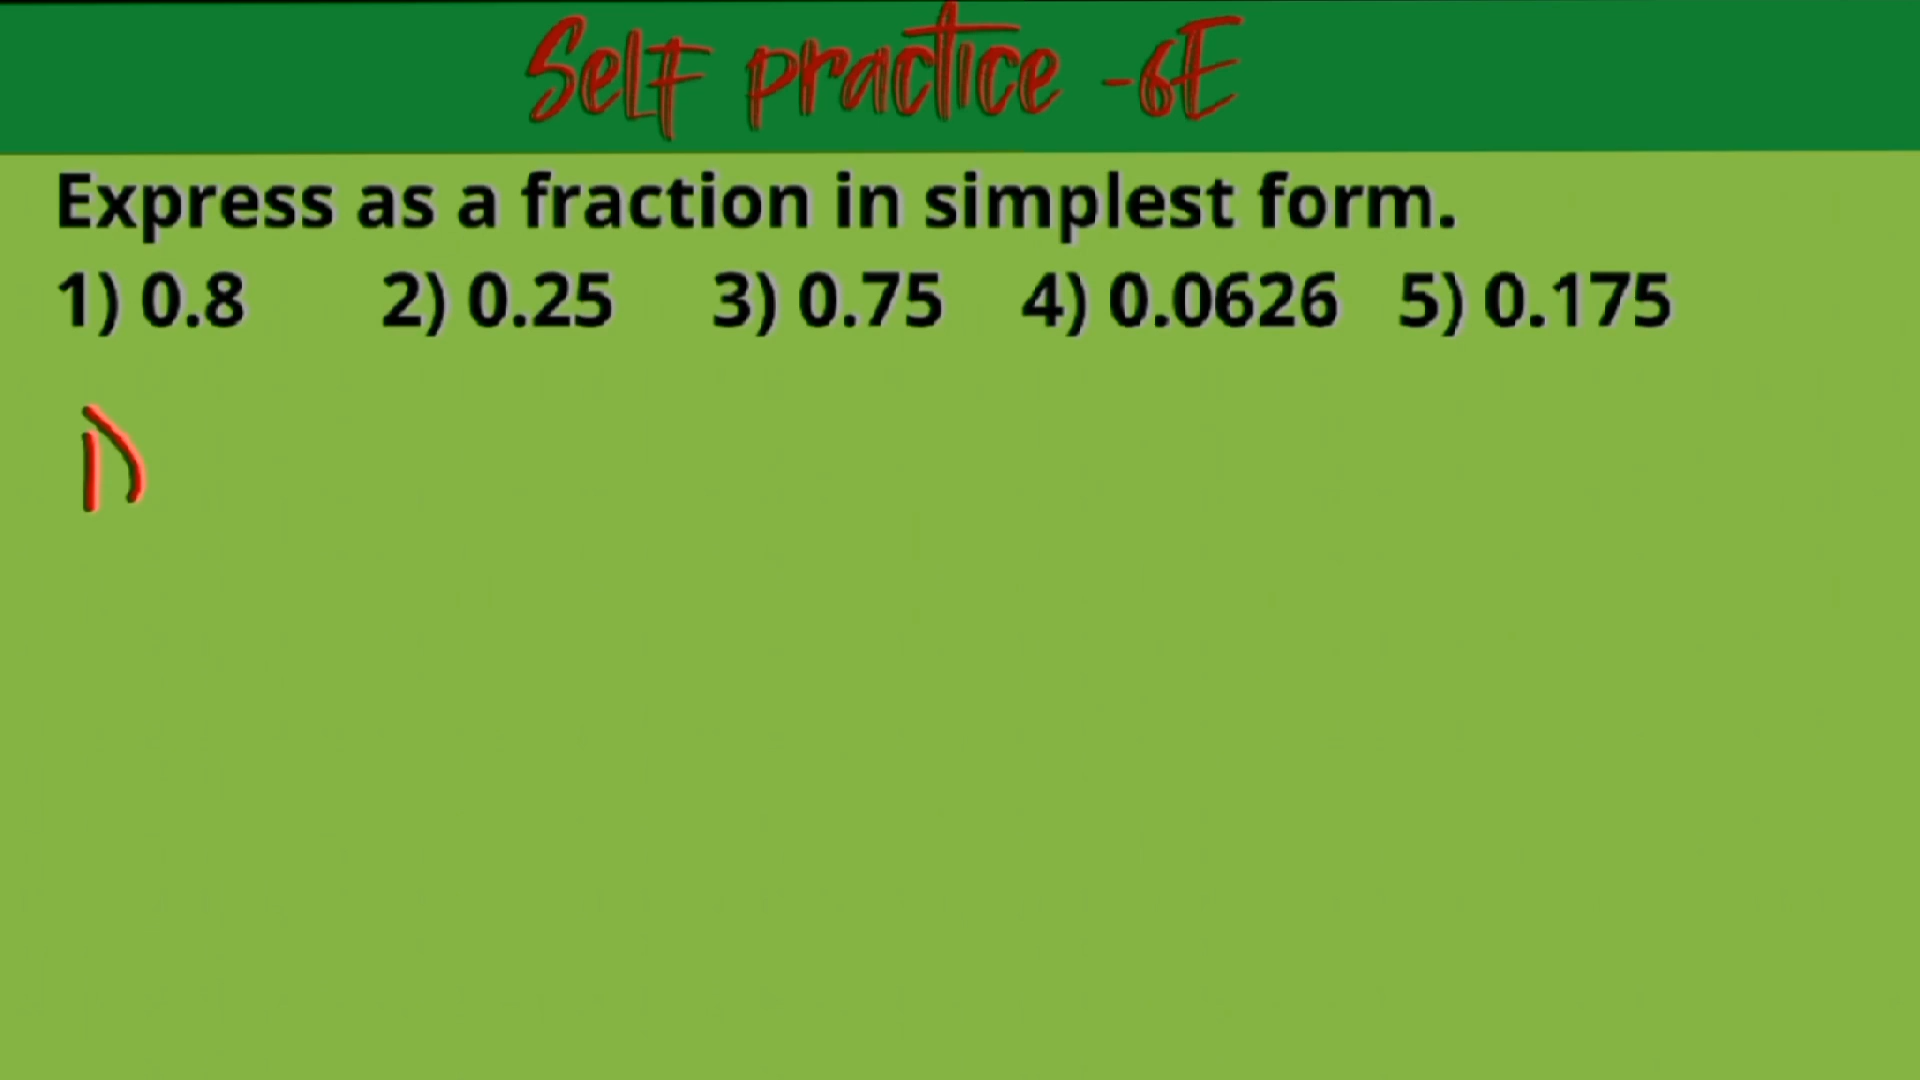 Self practice -6E
Express as a fraction in simplest form.
1) 0.8 2) 0.25 3) 0.75 4) 0.0626 5) 0.175
1)